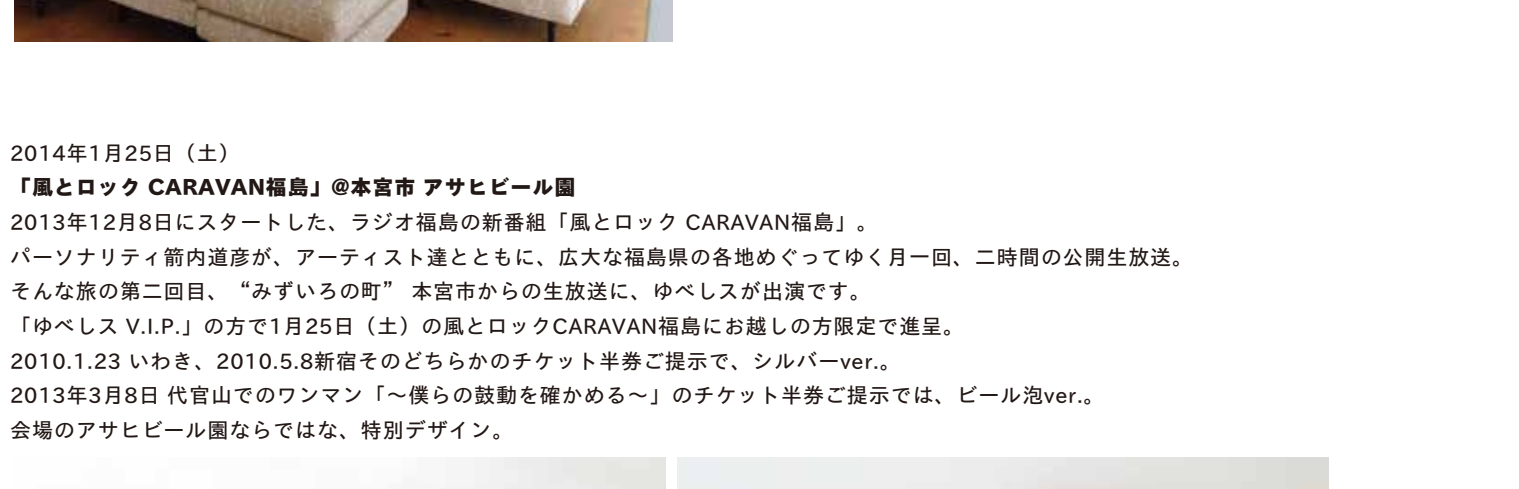 2014年1月25日（土）
「風とロック CARAVAN福島」@本宮市 アサヒビール園
2013年12月8日にスタートした、ラジオ福島の新番組「風とロック CARAVAN福島」。
パーソナリティ箭内道彦が、アーティスト達とともに、広大な福島県の各地めぐってゆく月一回、二時間の公開生放送。
そんな旅の第二回目、“みずいろの町” 本宮市からの生放送に、ゆべしスが出演です。
「ゆべしス V.I.P.」の方で1月25日（土）の風とロックCARAVAN福島にお越しの方限定で進呈。
2010.1.23 いわき、2010.5.8新宿そのどちらかのチケット半券ご提示で、シルバーver.。
2013年3月8日 代官山でのワンマン「〜僕らの鼓動を確かめる〜」のチケット半券ご提示では、ビール泡ver.。
会場のアサヒビール園ならではな、特別デザイン。